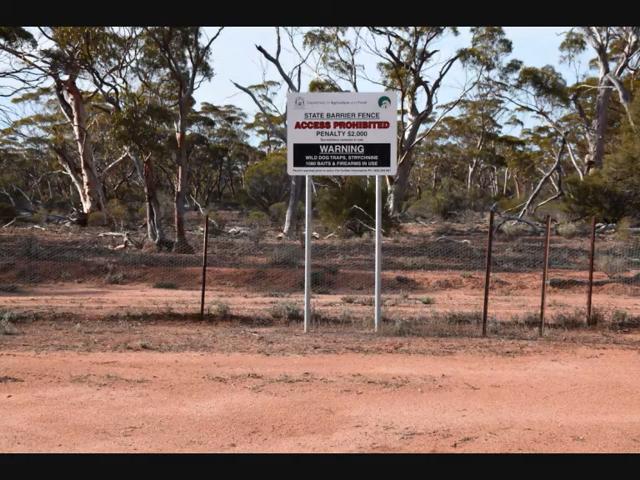 Department of Agriculture and Food
STATE BARRIER FENCE
ACCESS PROHIBITED
PENALTY $2,000
WARNING
WILD DOG TRAPS, STRYCHNINE
1080 BAITS & FIREARMS IN USE